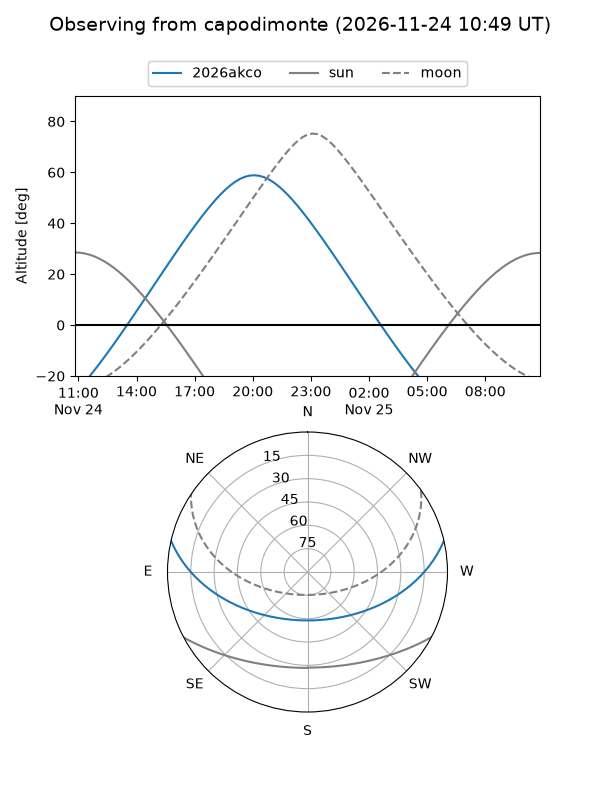 Observing from capodimonte (2026-11-24 10:49 UT)
2026akco sun moon
Altitude [deg]
80
60
40
20
0
−20
11:00 14:00 17:00 20:00 23:00 02:00 05:00 08:00
Nov 24 Nov 25
N
NE NW
15
30
45
60
75
E W
SE SW
S